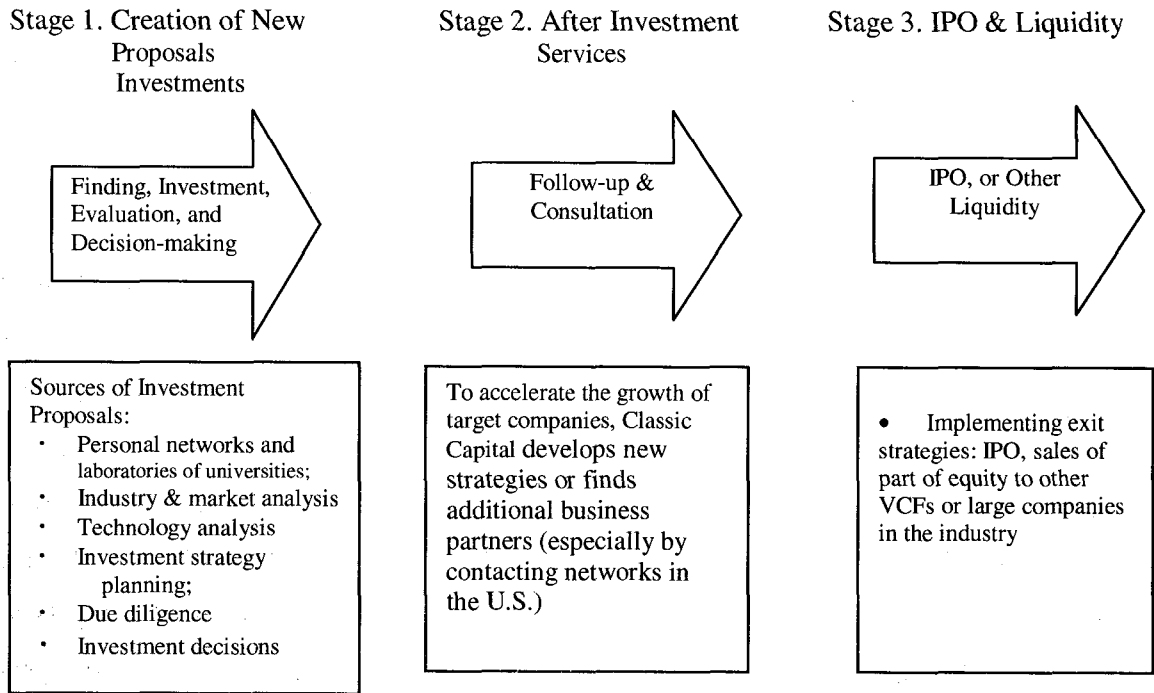 Stage 1. Creation of New
Proposals
Investments
Stage 2. After Investment
Services
Stage 3. IPO & Liquidity
Finding, Investment,
Evaluation, and
Decision-making
Follow-up &
Consultation
IPO, or Other
Liquidity
Sources of Investment
Proposals:
· Personal networks and
laboratories of universities;
· Industry & market analysis
· Technology analysis
· Investment strategy
planning;
· Due diligence
· Investment decisions
To accelerate the growth of
target companies, Classic
Capital develops new
strategies or finds
additional business
partners (especially by
contacting networks in
the U.S.)
• Implementing exit
strategies: IPO, sales of
part of equity to other
VCFs or large companies
in the industry